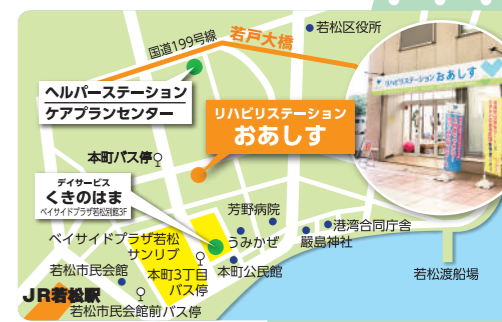 若松区役所
国道199号線
若戸大橋
ヘルパーステーション
ケアプランセンター
リハビリステーション
おあしす
リハビリステーションおあしす
本町バス停
デイサービス
くきのはま
ベイサイドプラザ若松別館3F
芳野病院
うみかぜ
港湾合同庁舎
厳島神社
ベイサイドプラザ若松
サンリブ
本町3丁目
バス停
本町公民館
若松市民会館
若松渡船場
JR若松駅
若松市民会館前バス停